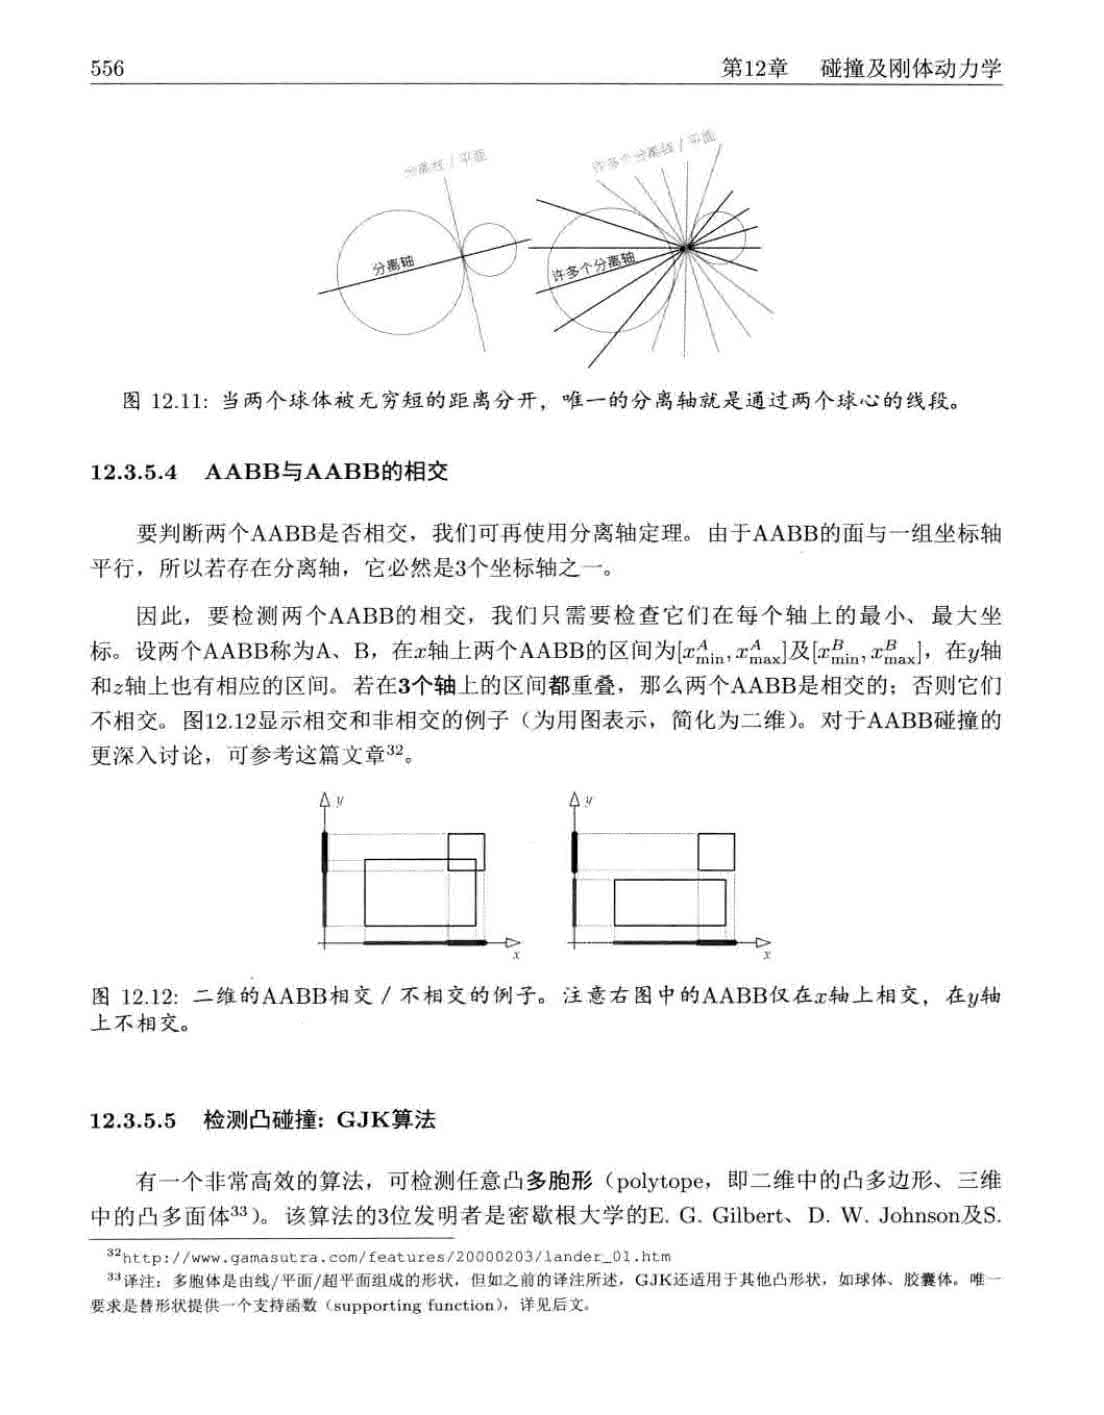 556
第12章 碰撞及刚体动力学
分离线 / 平面
许多个分离线 / 平面
分离轴
许多个分离轴
图 12.11: 当两个球体被无穷短的距离分开，唯一的分离轴就是通过两个球心的线段。
12.3.5.4 AABB与AABB的相交
要判断两个AABB是否相交，我们可再使用分离轴定理。由于AABB的面与一组坐标轴
平行，所以若存在分离轴，它必然是3个坐标轴之一。
因此，要检测两个AABB的相交，我们只需要检查它们在每个轴上的最小、最大坐
标。设两个AABB称为A、B，在x轴上两个AABB的区间为[x^A_min, x^A_max]及[x^B_min, x^B_max]，在y轴
和z轴上也有相应的区间。若在3个轴上的区间都重叠，那么两个AABB是相交的；否则它们
不相交。图12.12显示相交和非相交的例子（为用图表示，简化为二维）。对于AABB碰撞的
更深入讨论，可参考这篇文章³²。
y
y
x
x
图 12.12: 二维的AABB相交 / 不相交的例子。注意右图中的AABB仅在x轴上相交，在y轴
上不相交。
12.3.5.5 检测凸碰撞: GJK算法
有一个非常高效的算法，可检测任意凸多胞形（polytope，即二维中的凸多边形、三维
中的凸多面体³³）。该算法的3位发明者是密歇根大学的E. G. Gilbert、D. W. Johnson及S.
³²http://www.gamasutra.com/features/20000203/lander_01.htm
³³译注：多胞体是由线/平面/超平面组成的形状，但如之前的译注所述，GJK还适用于其他凸形状，如球体、胶囊体。唯一
要求是替形状提供一个支持函数（supporting function），详见后文。